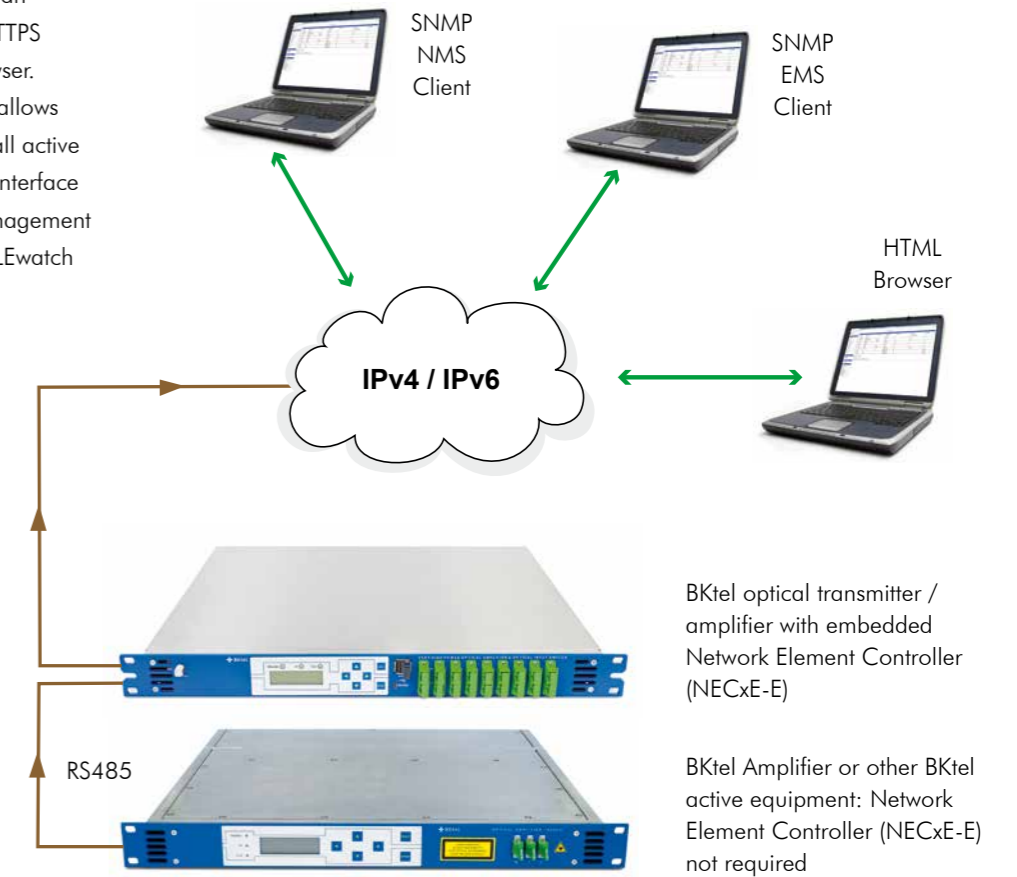 TTPS
wser.
allows
all active
interface
nagement
LEwatch
SNMP
NMS
Client
SNMP
EMS
Client
HTML
Browser
IPv4 / IPv6
BKtel optical transmitter /
amplifier with embedded
Network Element Controller
(NECxE-E)
RS485
BKtel Amplifier or other BKtel
active equipment: Network
Element Controller (NECxE-E)
not required